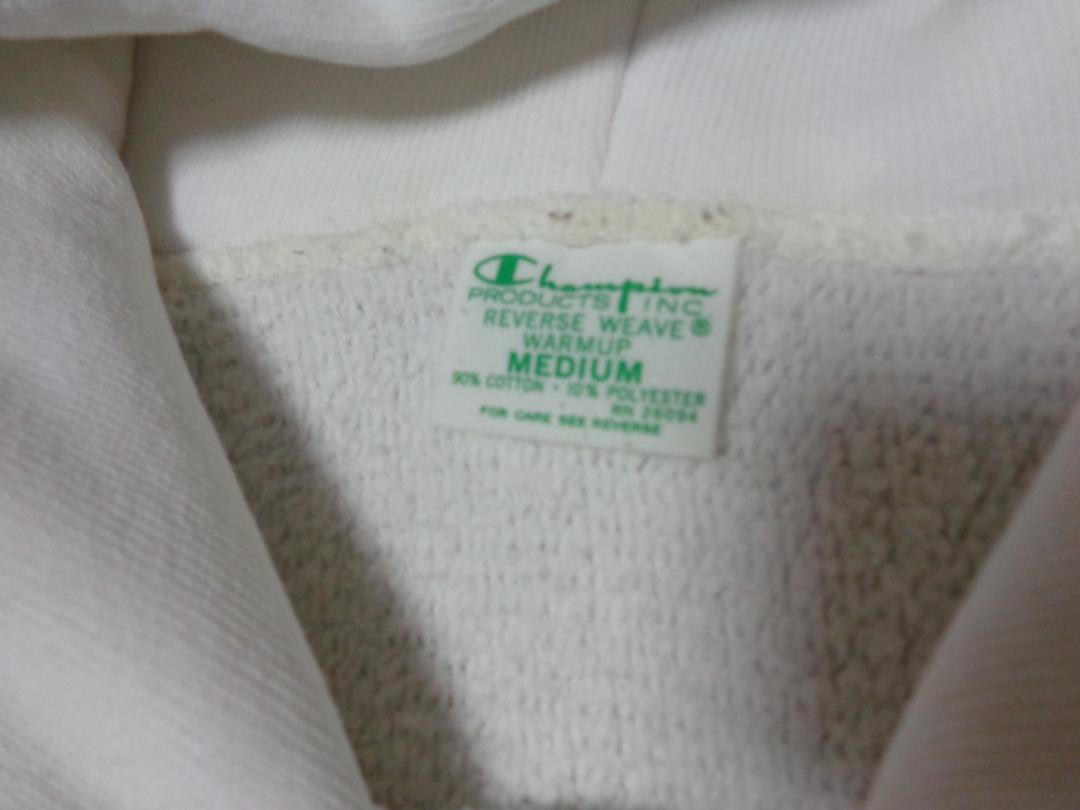 Champion
PRODUCTS INC
REVERSE WEAVE ®
WARMUP
MEDIUM
90% COTTON · 10% POLYESTER
RN 26094
FOR CARE SEE REVERSE